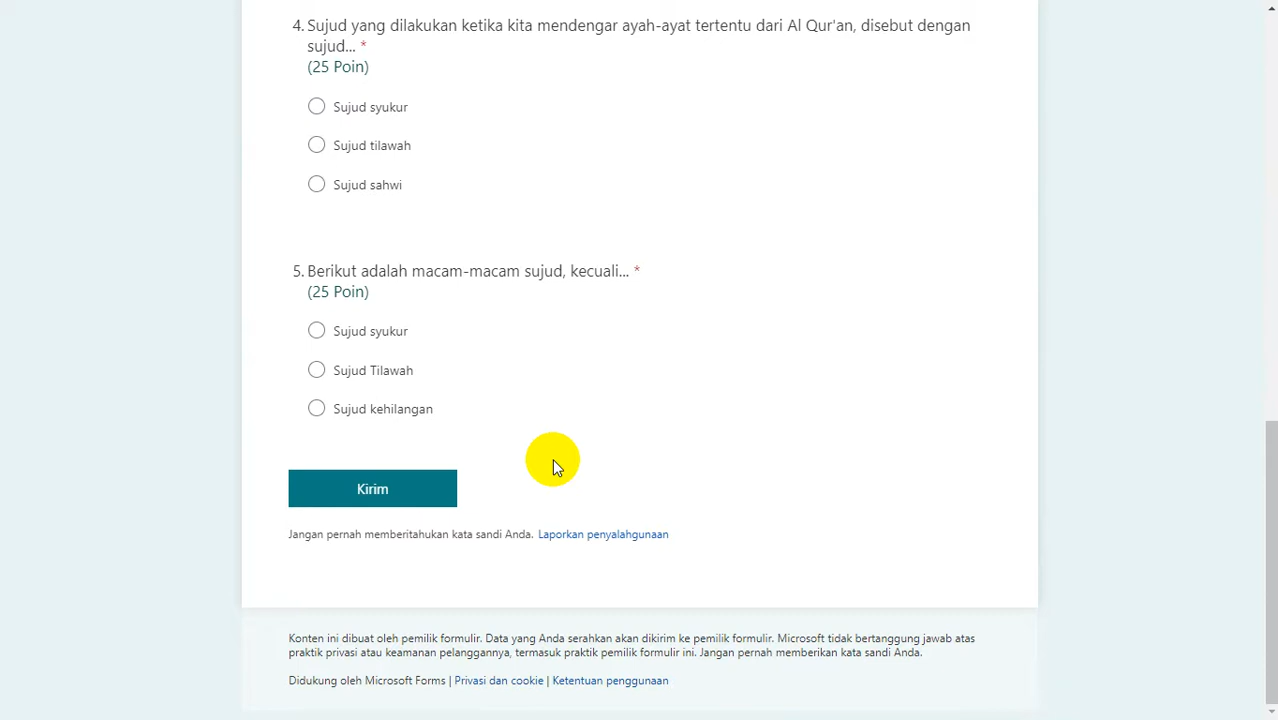 4. Sujud yang dilakukan ketika kita mendengar ayah-ayat tertentu dari Al Qur'an, disebut dengan
sujud... *
(25 Poin)
Sujud syukur
Sujud tilawah
Sujud sahwi
5. Berikut adalah macam-macam sujud, kecuali... *
(25 Poin)
Sujud syukur
Sujud Tilawah
Sujud kehilangan
Kirim
Jangan pernah memberitahukan kata sandi Anda. Laporkan penyalahgunaan
Konten ini dibuat oleh pemilik formulir. Data yang Anda serahkan akan dikirim ke pemilik formulir. Microsoft tidak bertanggung jawab atas
praktik privasi atau keamanan pelanggannya, termasuk praktik pemilik formulir ini. Jangan pernah memberikan kata sandi Anda.
Didukung oleh Microsoft Forms | Privasi dan cookie | Ketentuan penggunaan